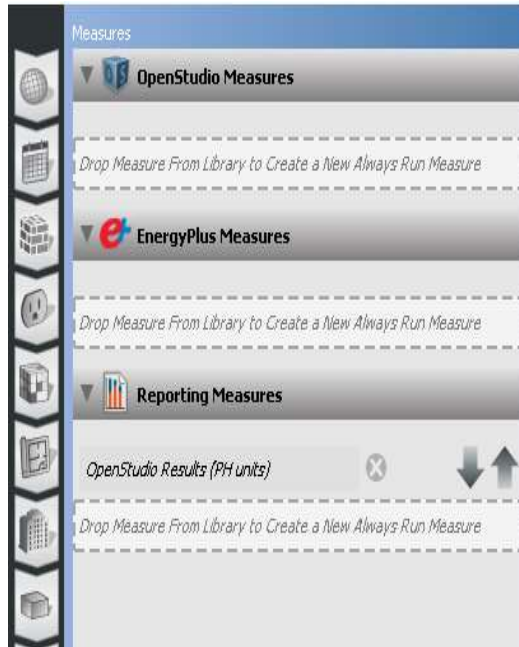 Measures
OpenStudio Measures
Drop Measure From Library to Create a New Always Run Measure
EnergyPlus Measures
Drop Measure From Library to Create a New Always Run Measure
Reporting Measures
OpenStudio Results (PH units)
Drop Measure From Library to Create a New Always Run Measure